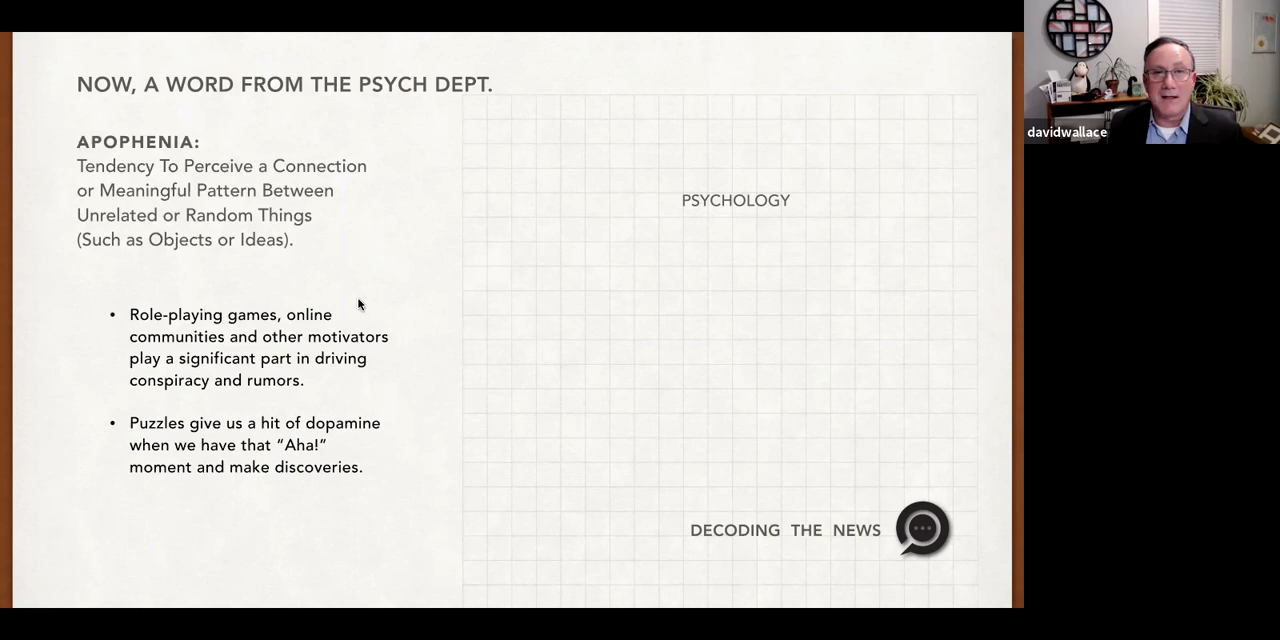 NOW, A WORD FROM THE PSYCH DEPT.
APOPHENIA:
Tendency To Perceive a Connection
or Meaningful Pattern Between
Unrelated or Random Things
(Such as Objects or Ideas).
• Role-playing games, online
communities and other motivators
play a significant part in driving
conspiracy and rumors.
• Puzzles give us a hit of dopamine
when we have that “Aha!”
moment and make discoveries.
PSYCHOLOGY
DECODING THE NEWS
davidwallace